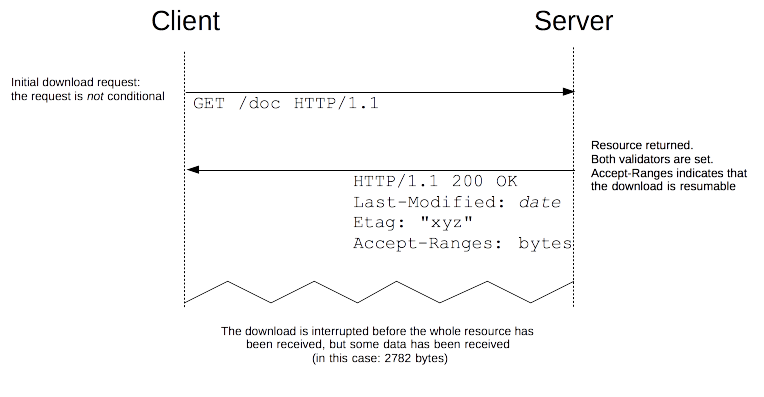 Client
Server
Initial download request:
the request is not conditional
GET /doc HTTP/1.1
Resource returned.
Both validators are set.
Accept-Ranges indicates that
the download is resumable
HTTP/1.1 200 OK
Last-Modified: date
Etag: "xyz"
Accept-Ranges: bytes
The download is interrupted before the whole resource has
been received, but some data has been received
(in this case: 2782 bytes)